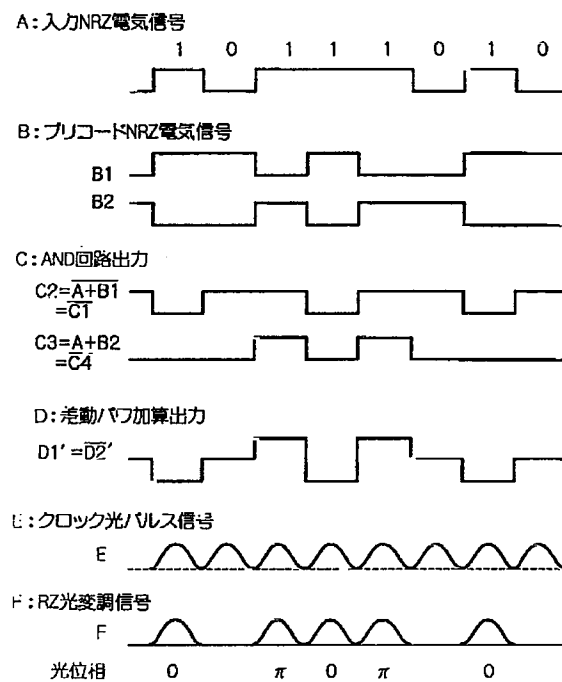 A:入力NRZ電気信号
1 0 1 1 1 0 1 0
B:プリコードNRZ電気信号
B1
B2
C:AND回路出力
C2=A+B1
=C1
C3=A+B2
=C4
D:差動パワ加算出力
D1'=D2'
E:クロック光パルス信号
E
F:RZ光変調信号
F
光位相 0 π 0 π 0